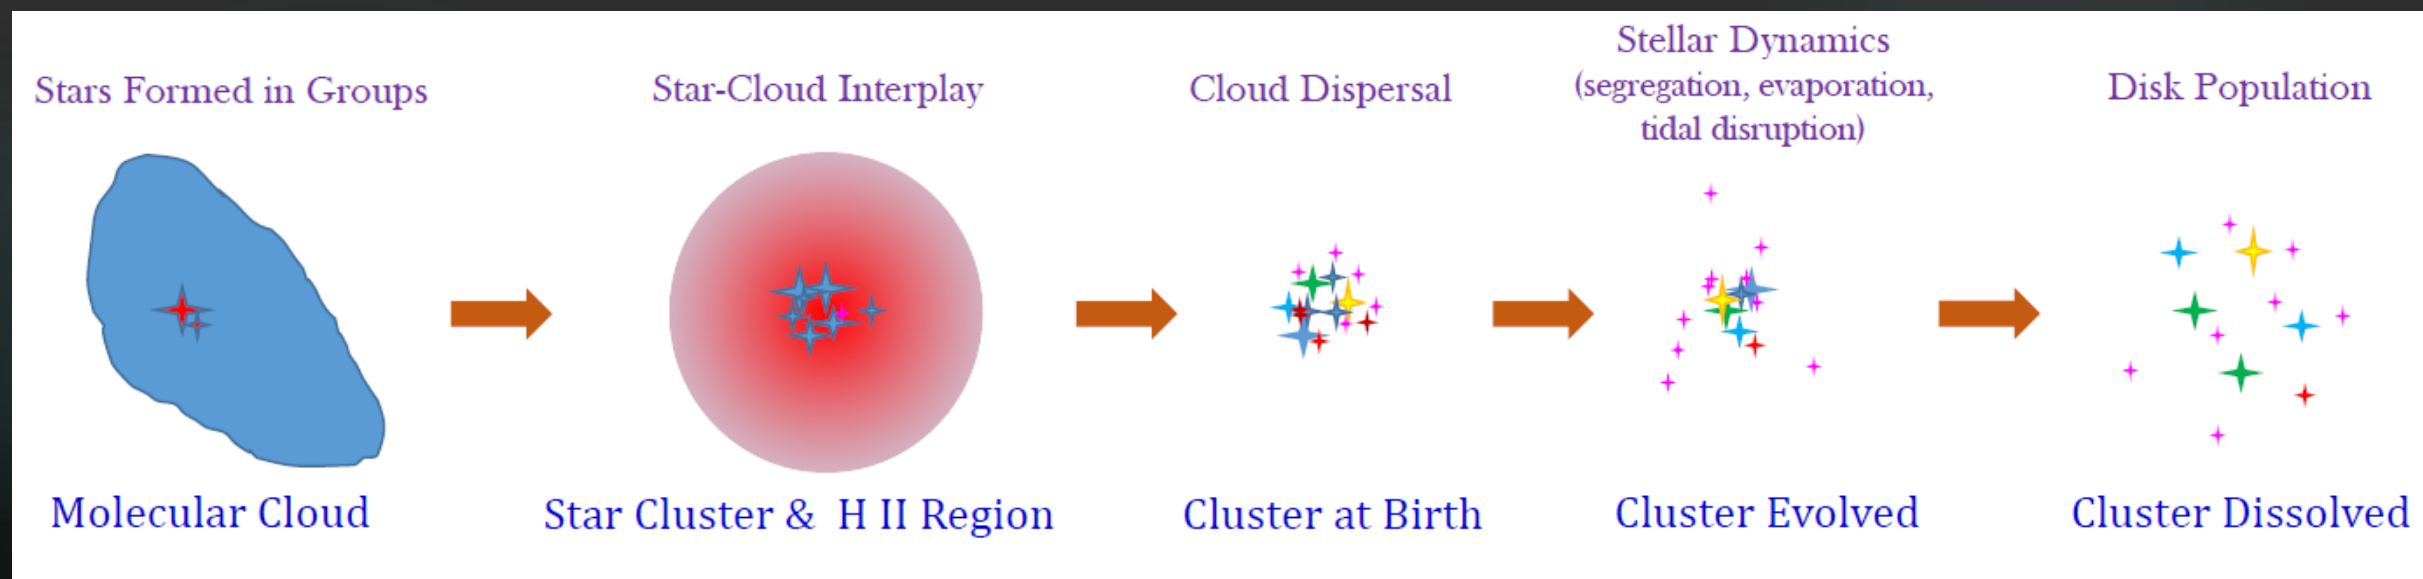 Stars Formed in Groups
Molecular Cloud
Star-Cloud Interplay
Star Cluster & H II Region
Cloud Dispersal
Cluster at Birth
Stellar Dynamics
(segregation, evaporation,
tidal disruption)
Cluster Evolved
Disk Population
Cluster Dissolved